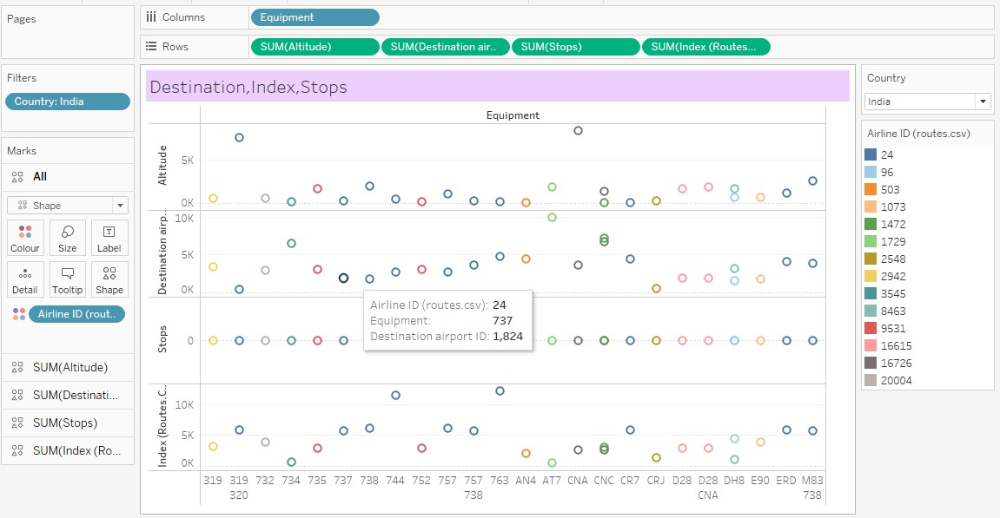 Pages
Columns
Equipment
Rows
SUM(Altitude)
SUM(Destination air..
SUM(Stops)
SUM(Index (Routes...
Filters
Country: India
Marks
All
Shape
Colour
Size
Label
Detail
Tooltip
Shape
Airline ID (rout..
SUM(Altitude)
SUM(Destinati...
SUM(Stops)
SUM(Index (Ro...
Destination,Index,Stops
Equipment
Altitude
5K
0K
Destination airp..
10K
5K
0K
Stops
0
Index (Routes.C..
10K
5K
0K
Airline ID (routes.csv): 24
Equipment: 737
Destination airport ID: 1,824
319 319 732 734 735 737 738 744 752 757 757 763 AN4 AT7 CNA CNC CR7 CRJ D28 D28 DH8 E90 ERD M83
320 738 CNA 738
Country
India
Airline ID (routes.csv)
24
96
503
1073
1472
1729
2548
2942
3545
8463
9531
16615
16726
20004